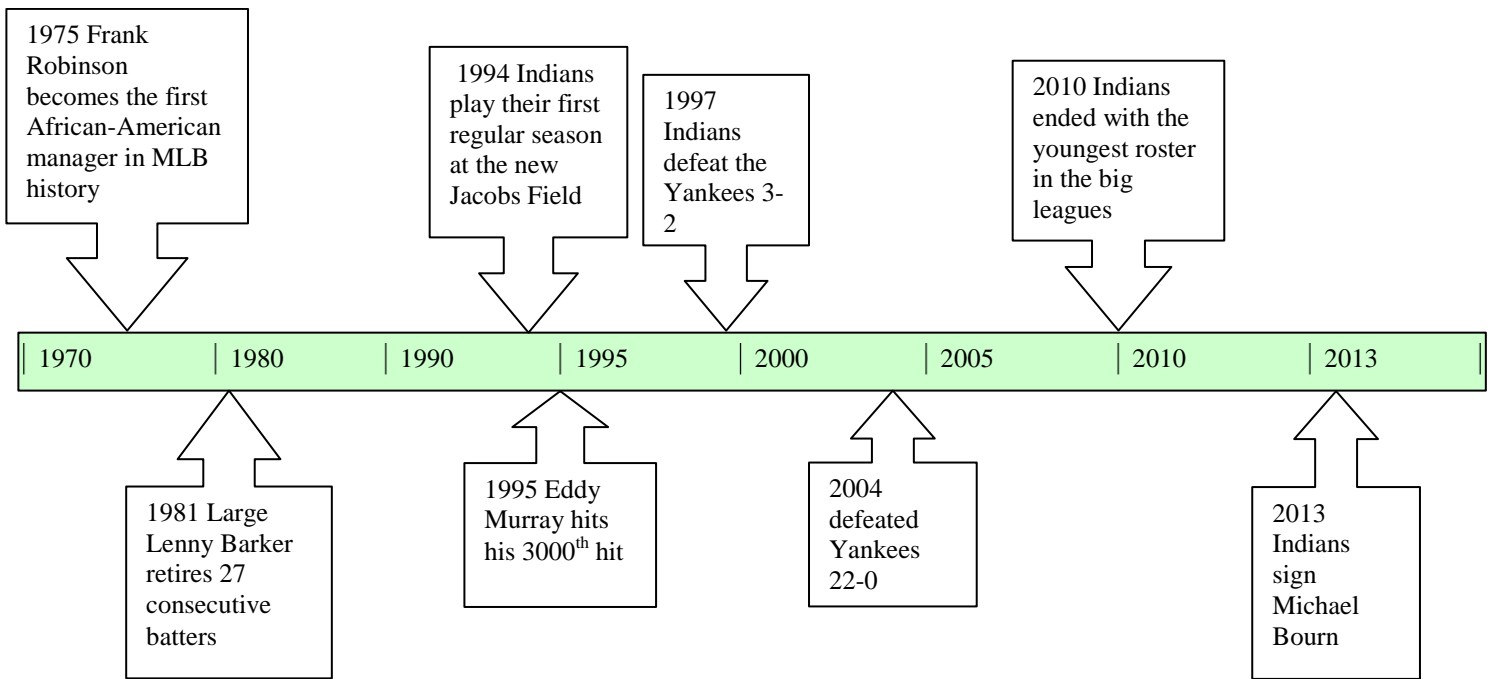 1975 Frank
Robinson
becomes the first
African-American
manager in MLB
history
1994 Indians
play their first
regular season
at the new
Jacobs Field
1997
Indians
defeat the
Yankees 3-
2
2010 Indians
ended with the
youngest roster
in the big
leagues
1970 1980 1990 1995 2000 2005 2010 2013
1981 Large
Lenny Barker
retires 27
consecutive
batters
1995 Eddy
Murray hits
his 3000th hit
2004
defeated
Yankees
22-0
2013
Indians
sign
Michael
Bourn